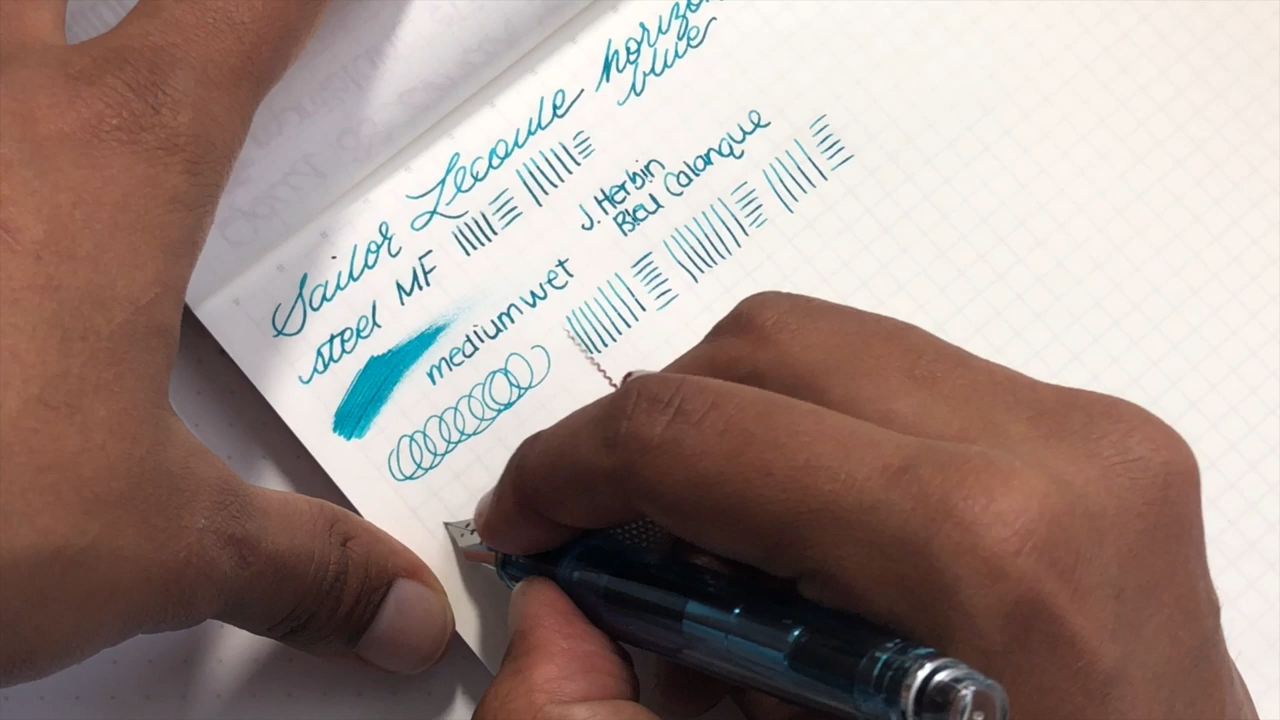 Sailor Lecoule horizon
blue
steel MF
J. Herbin
Bleu Calanque
medium wet